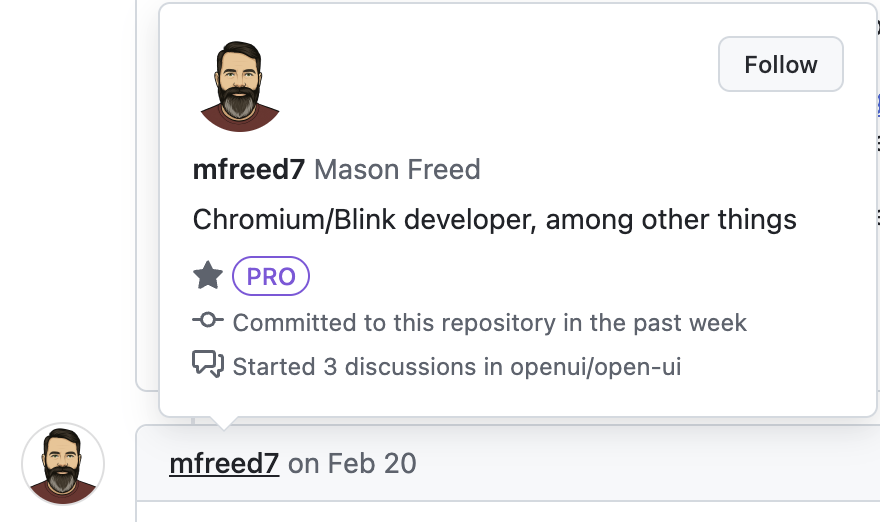 Follow
mfreed7 Mason Freed
Chromium/Blink developer, among other things
PRO
Committed to this repository in the past week
Started 3 discussions in openui/open-ui
mfreed7 on Feb 20